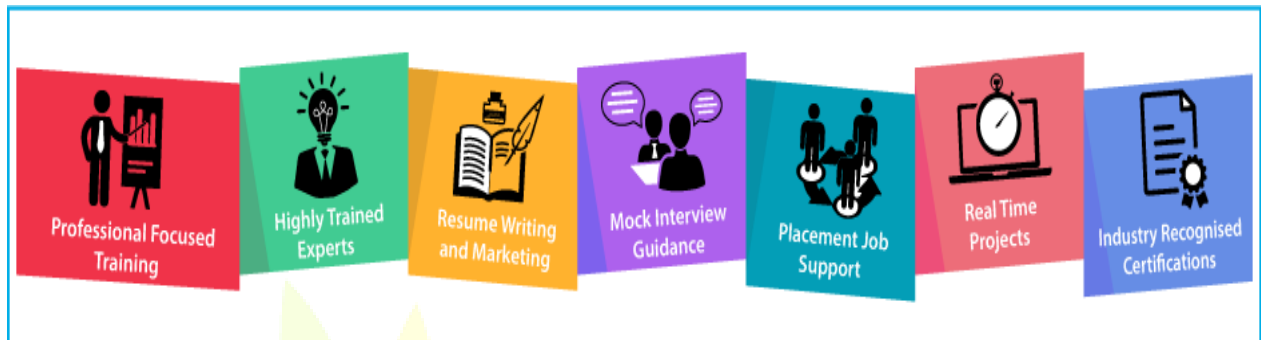 Professional Focused
Training
Highly Trained
Experts
Resume Writing
and Marketing
Mock Interview
Guidance
Placement Job
Support
Real Time
Projects
Industry Recognised
Certifications